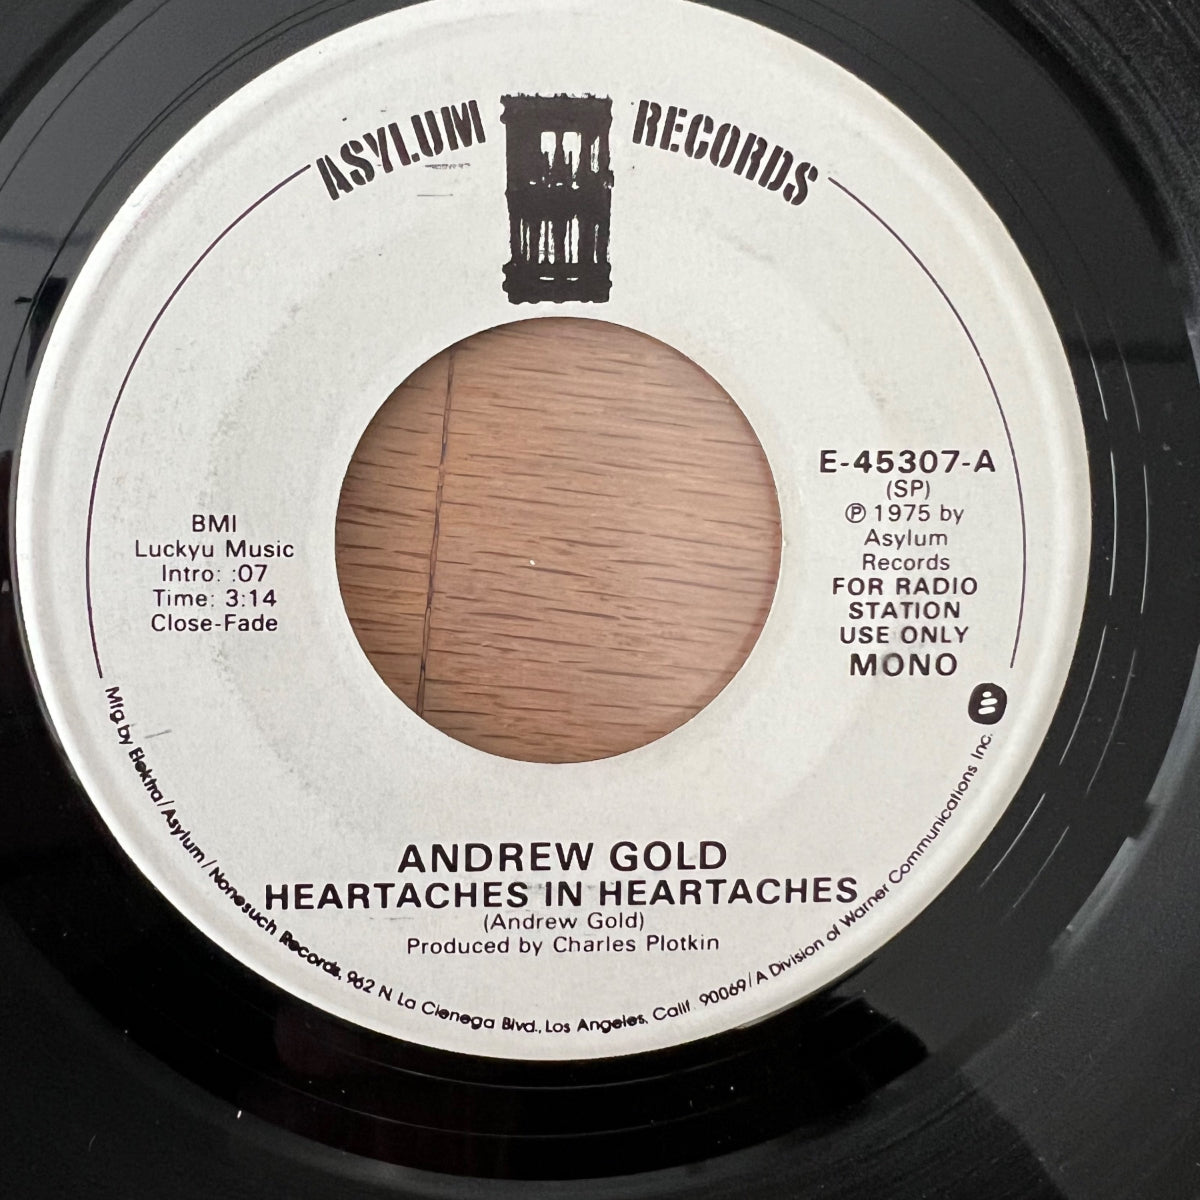 ASYLUM RECORDS
BMI
Luckyu Music
Intro: :07
Time: 3:14
Close-Fade
E-45307-A
(SP)
℗ 1975 by
Asylum
Records
FOR RADIO
STATION
USE ONLY
MONO
ANDREW GOLD
HEARTACHES IN HEARTACHES
(Andrew Gold)
Produced by Charles Plotkin
Mfg by Elektra/Asylum/Nonesuch Records, 962 N La Cienega Blvd., Los Angeles, Calif. 90069/A Division of Warner Communications Inc.